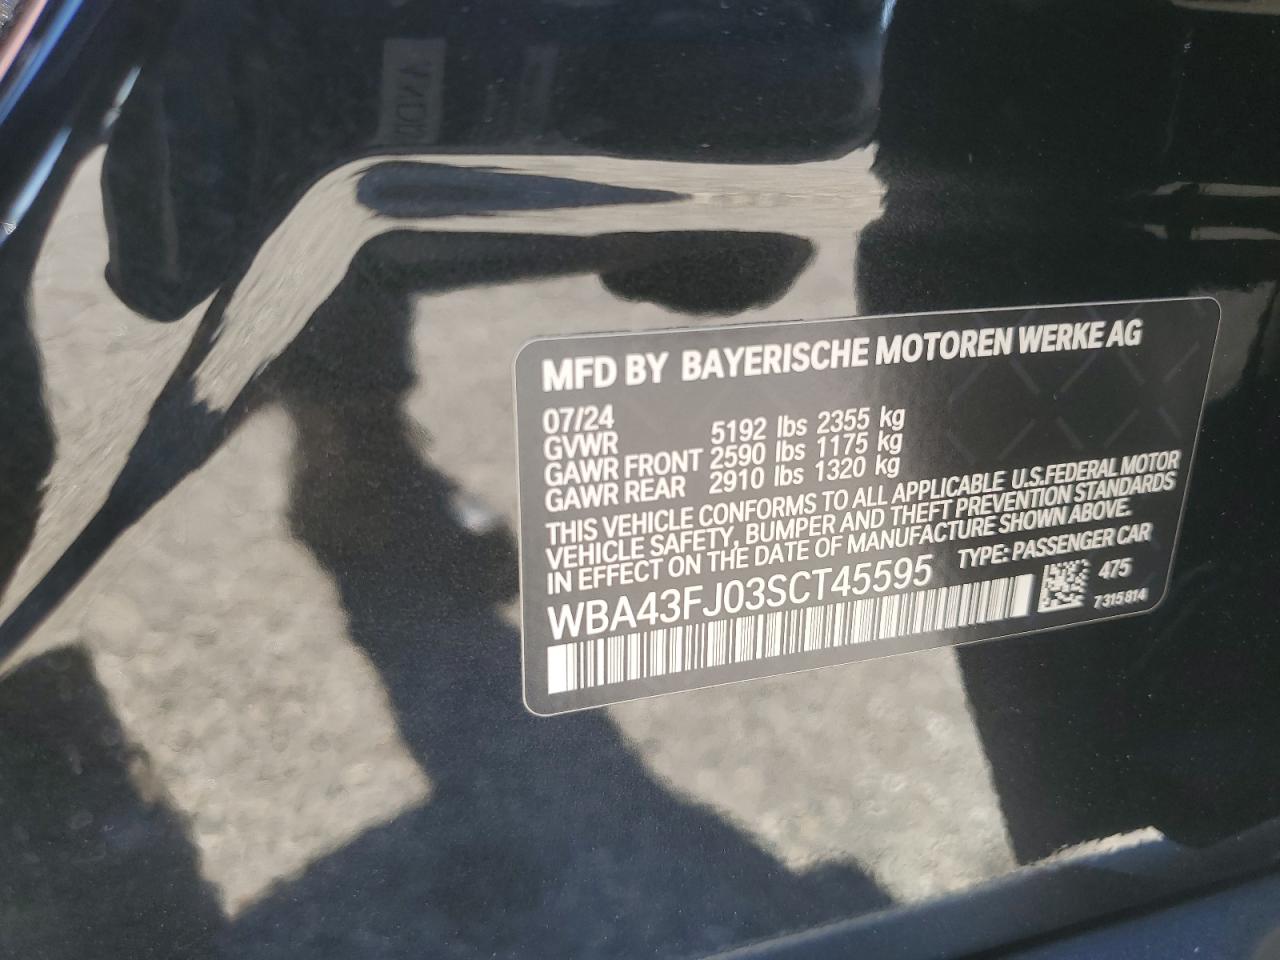 MFD BY BAYERISCHE MOTOREN WERKE AG
07/24
GVWR 5192 lbs 2355 kg
GAWR FRONT 2590 lbs 1175 kg
GAWR REAR 2910 lbs 1320 kg
THIS VEHICLE CONFORMS TO ALL APPLICABLE U.S.FEDERAL MOTOR
VEHICLE SAFETY, BUMPER AND THEFT PREVENTION STANDARDS
IN EFFECT ON THE DATE OF MANUFACTURE SHOWN ABOVE.
WBA43FJ03SCT45595 TYPE: PASSENGER CAR
475
7315814